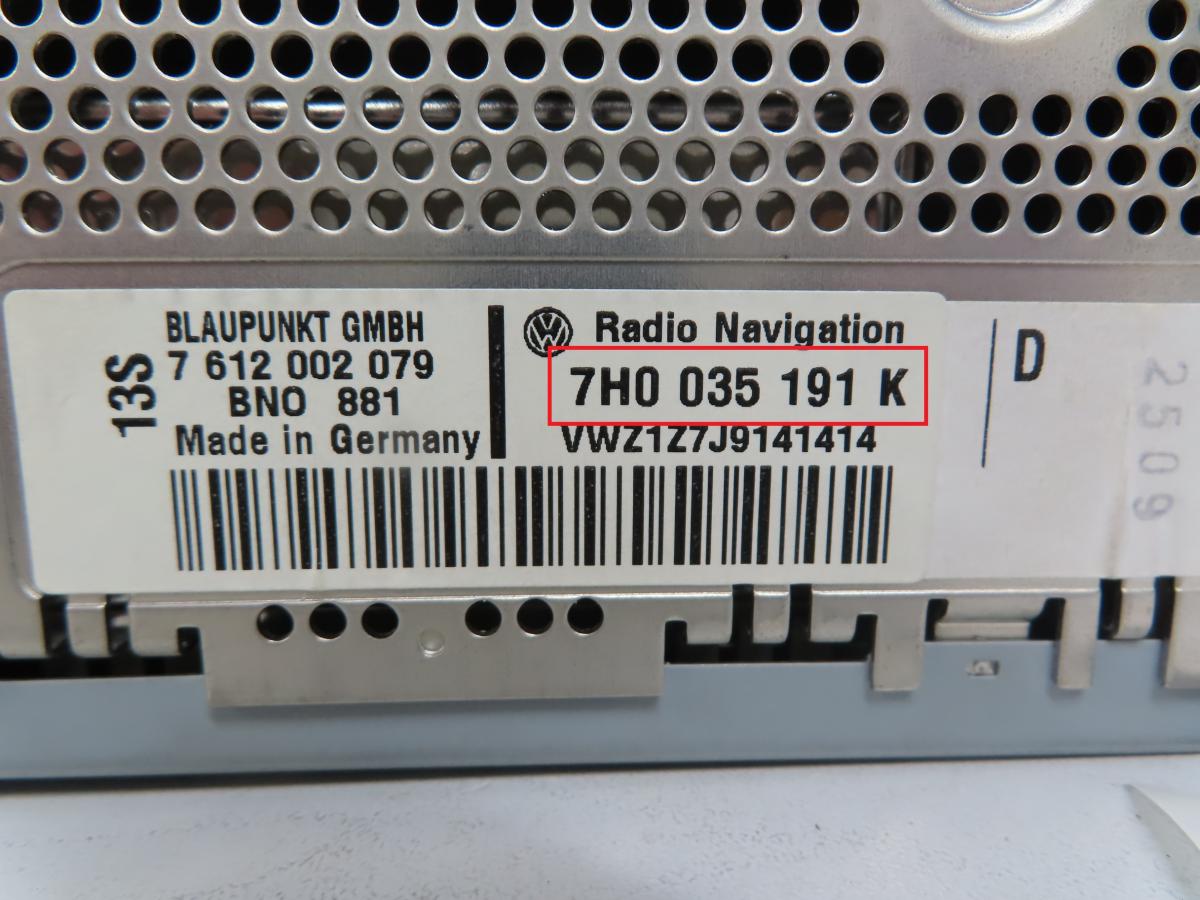 13S
BLAUPUNKT GMBH
7 612 002 079
BNO 881
Made in Germany
VW Radio Navigation
7H0 035 191 K
VWZ1Z7J9141414
D
2509